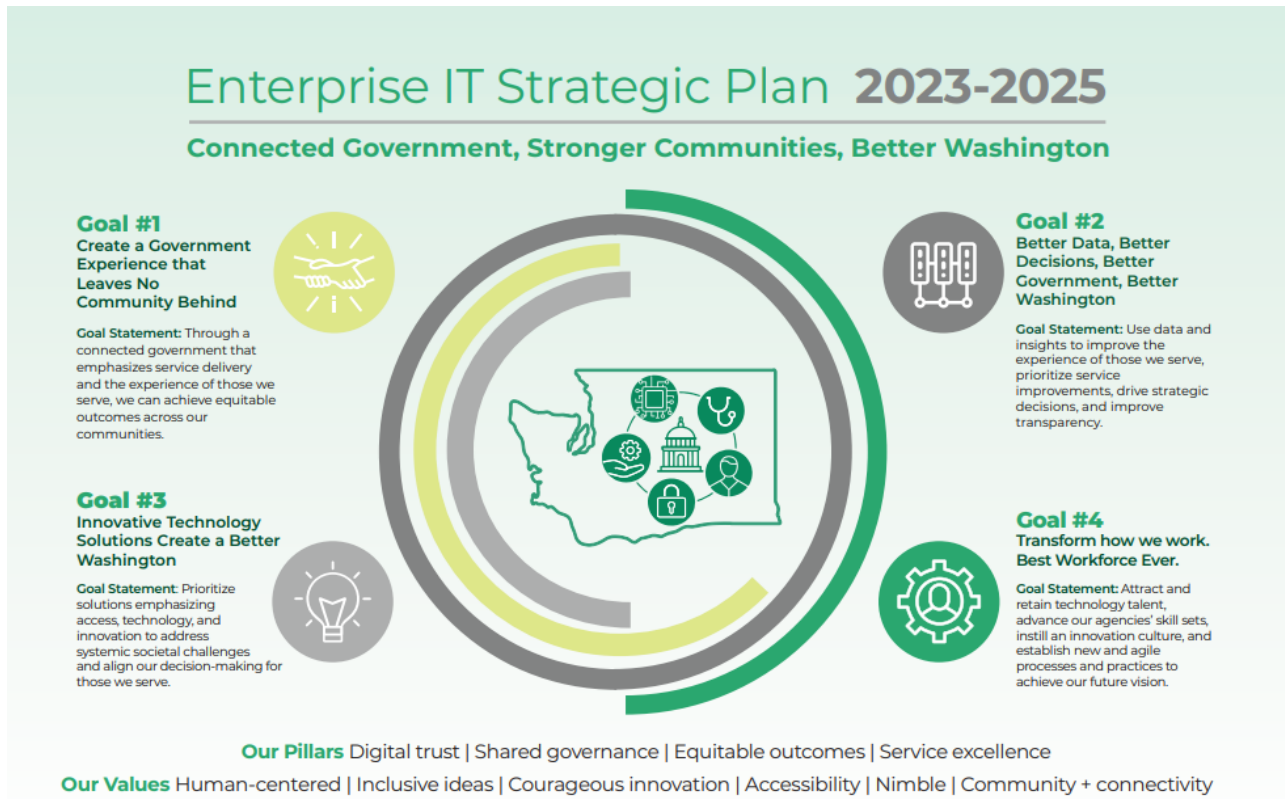 Enterprise IT Strategic Plan 2023-2025
Connected Government, Stronger Communities, Better Washington
Goal #1
Create a Government
Experience that
Leaves No
Community Behind
Goal Statement: Through a
connected government that
emphasizes service delivery
and the experience of those we
serve, we can achieve equitable
outcomes across our
communities.
Goal #2
Better Data, Better
Decisions, Better
Government, Better
Washington
Goal Statement: Use data and
insights to improve the
experience of those we serve,
prioritize service
improvements, drive strategic
decisions, and improve
transparency.
Goal #3
Innovative Technology
Solutions Create a Better
Washington
Goal Statement: Prioritize
solutions emphasizing
access, technology, and
innovation to address
systemic societal challenges
and align our decision-making for
those we serve.
Goal #4
Transform how we work.
Best Workforce Ever.
Goal Statement: Attract and
retain technology talent,
advance our agencies' skill sets,
instill an innovation culture, and
establish new and agile
processes and practices to
achieve our future vision.
Our Pillars Digital trust | Shared governance | Equitable outcomes | Service excellence
Our Values Human-centered | Inclusive ideas | Courageous innovation | Accessibility | Nimble | Community + connectivity